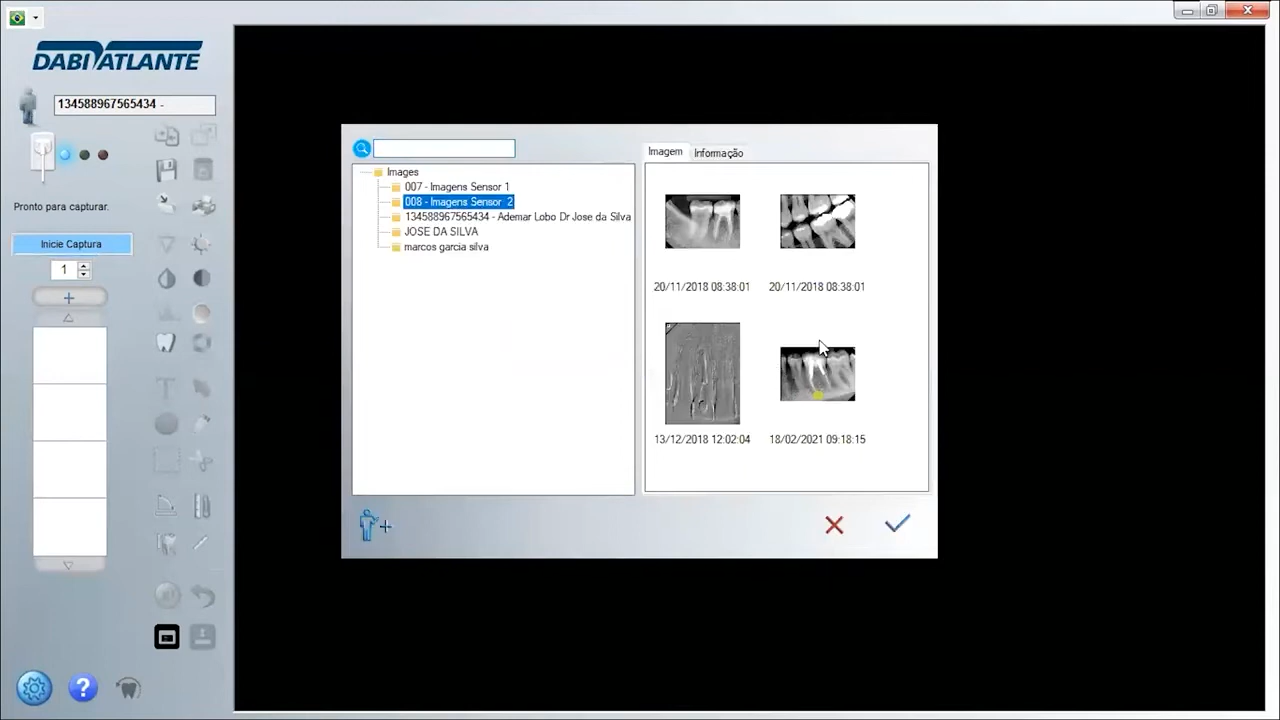 DABI ATLANTE
134588967565434 -
Pronto para capturar.
Inicie Captura
1
Images
007 - Imagens Sensor 1
008 - Imagens Sensor 2
134588967565434 - Ademar Lobo Dr Jose da Silva
JOSE DA SILVA
marcos garcia silva
Imagem
Informação
20/11/2018 08:38:01
20/11/2018 08:38:01
13/12/2018 12:02:04
18/02/2021 09:18:15